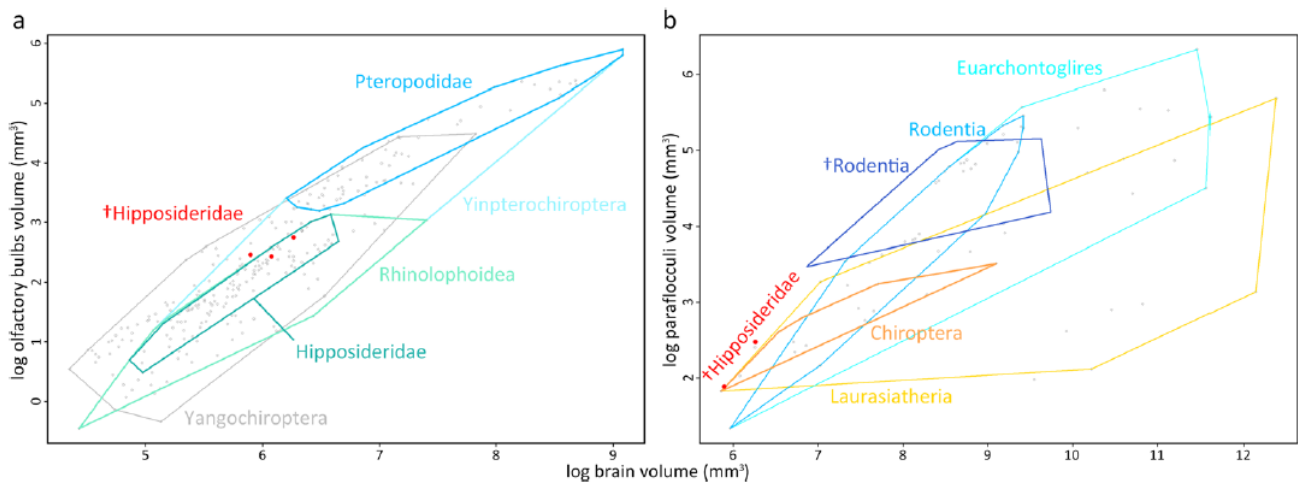 a
log olfactory bulbs volume (mm³)
6
5
4
3
2
1
0
Pteropodidae
†Hipposideridae
Yinpterochiroptera
Rhinolophoidea
Hipposideridae
Yangochiroptera
5 6 7 8 9
b
log paraflocculi volume (mm³)
6
5
4
3
2
Euarchontoglires
Rodentia
†Rodentia
†Hipposideridae
Chiroptera
Laurasiatheria
6 7 8 9 10 11 12
log brain volume (mm³)